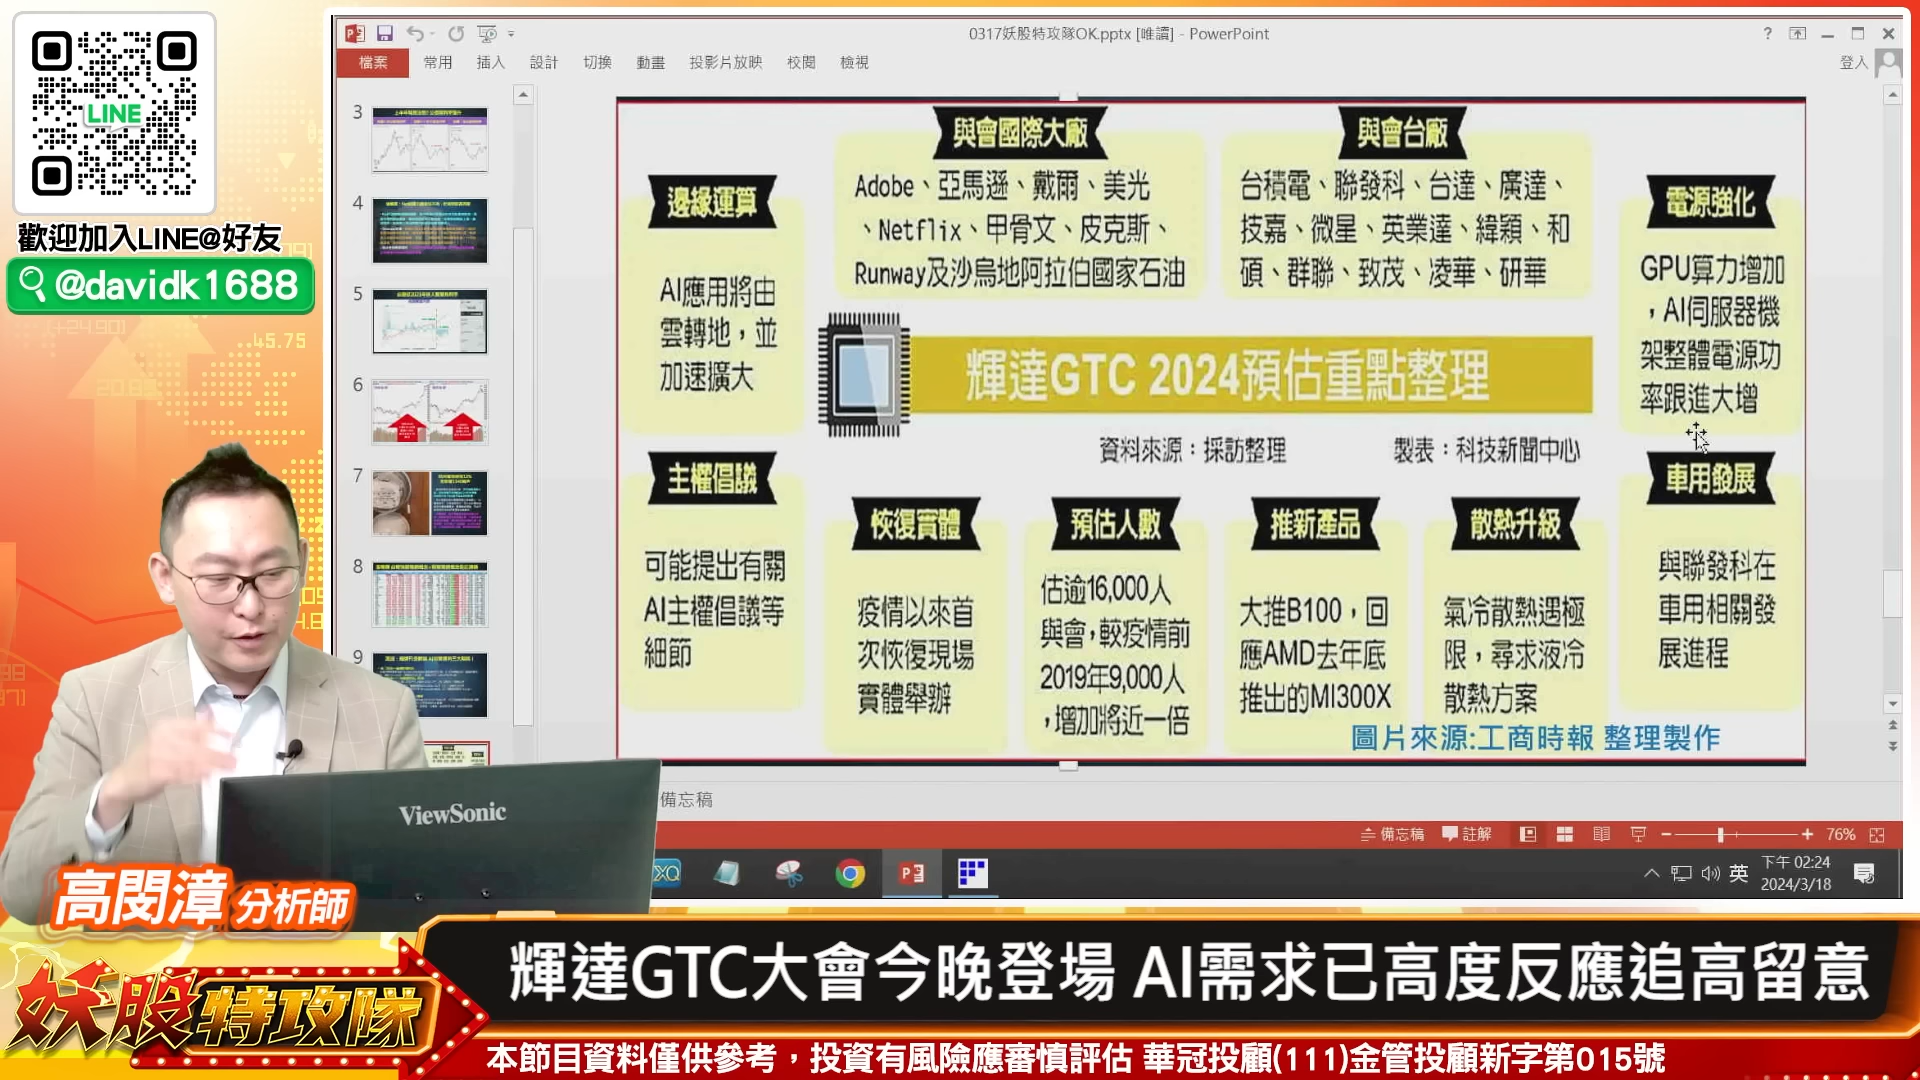 LINE
歡迎加入LINE@好友
@davidk1688
45.75
0317妖股特攻隊OK.pptx [唯讀] - PowerPoint
檔案 常用 插入 設計 切換 動畫 投影片放映 校閱 檢視
登入
3
4
5
6
7
8
9
邊緣運算
AI應用將由
雲轉地，並
加速擴大
與會國際大廠
Adobe、亞馬遜、戴爾、美光
、Netflix、甲骨文、皮克斯、
Runway及沙烏地阿拉伯國家石油
與會台廠
台積電、聯發科、台達、廣達、
技嘉、微星、英業達、緯穎、和
碩、群聯、致茂、凌華、研華
電源強化
GPU算力增加
，AI伺服器機
架整體電源功
率跟進大增
輝達GTC 2024預估重點整理
資料來源：採訪整理
製表：科技新聞中心
主權倡議
可能提出有關
AI主權倡議等
細節
恢復實體
疫情以來首
次恢復現場
實體舉辦
預估人數
估逾16,000人
與會，較疫情前
2019年9,000人
，增加將近一倍
推新產品
大推B100，回
應AMD去年底
推出的MI300X
散熱升級
氣冷散熱遇極
限，尋求液冷
散熱方案
車用發展
與聯發科在
車用相關發
展進程
圖片來源:工商時報 整理製作
備忘稿
備忘稿 註解 76%
英
下午 02:24
2024/3/18
ViewSonic
高閔漳 分析師
妖股特攻隊
輝達GTC大會今晚登場 AI需求已高度反應追高留意
本節目資料僅供參考，投資有風險應審慎評估 華冠投顧(111)金管投顧新字第015號